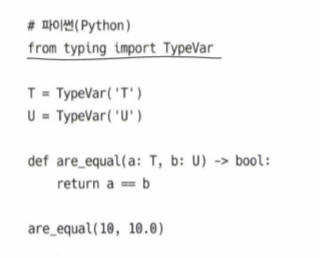 # 파이썬(Python)
from typing import TypeVar
T = TypeVar('T')
U = TypeVar('U')
def are_equal(a: T, b: U) -> bool:
    return a == b
are_equal(10, 10.0)